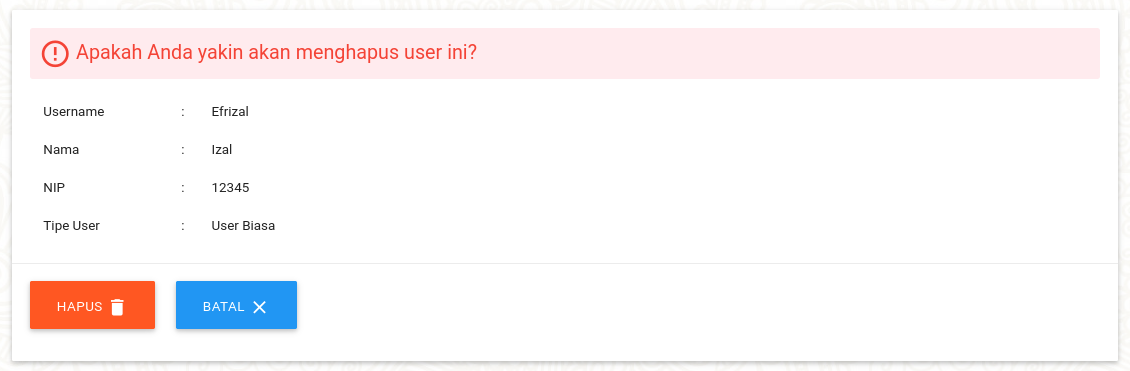 Apakah Anda yakin akan menghapus user ini?
Username : Efrizal
Nama : Izal
NIP : 12345
Tipe User : User Biasa
HAPUS BATAL